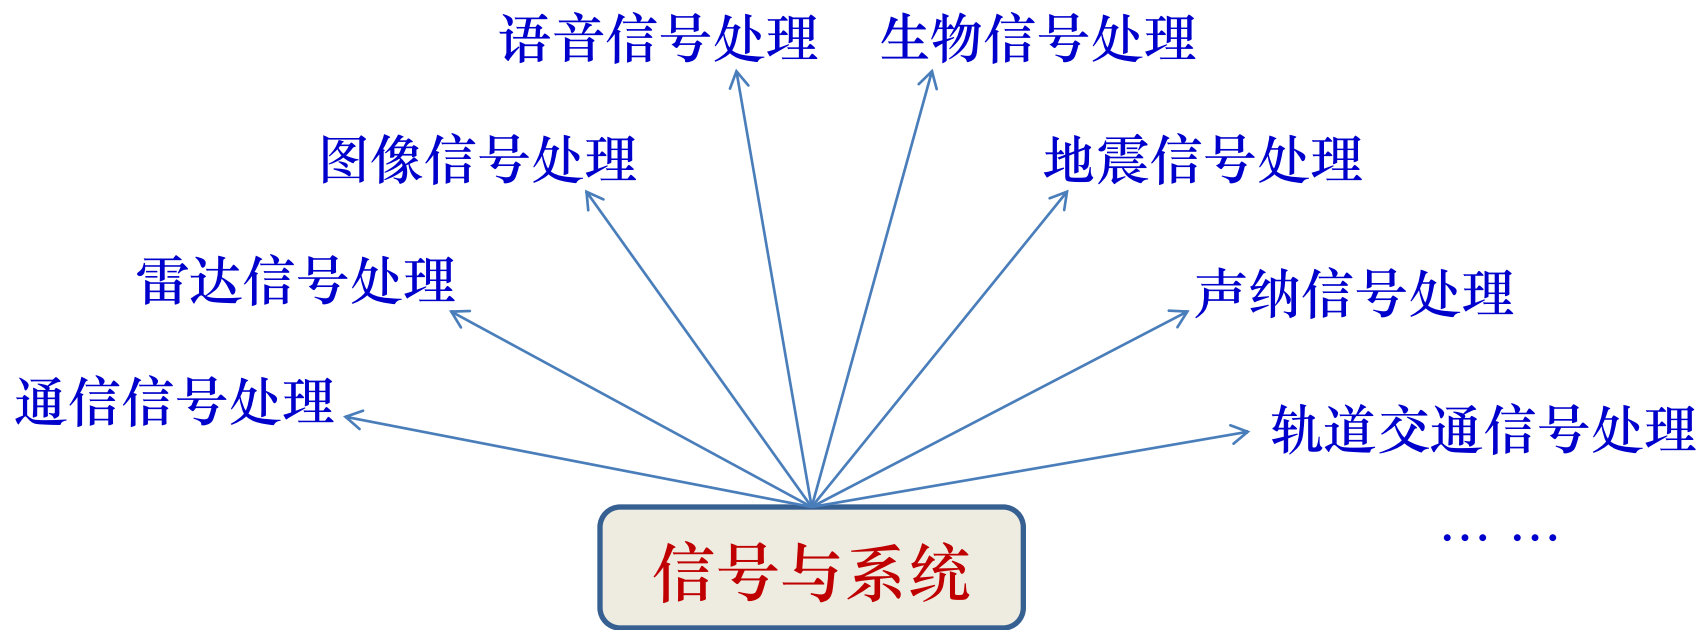 语音信号处理
生物信号处理
图像信号处理
地震信号处理
雷达信号处理
声纳信号处理
通信信号处理
轨道交通信号处理
… …
信号与系统